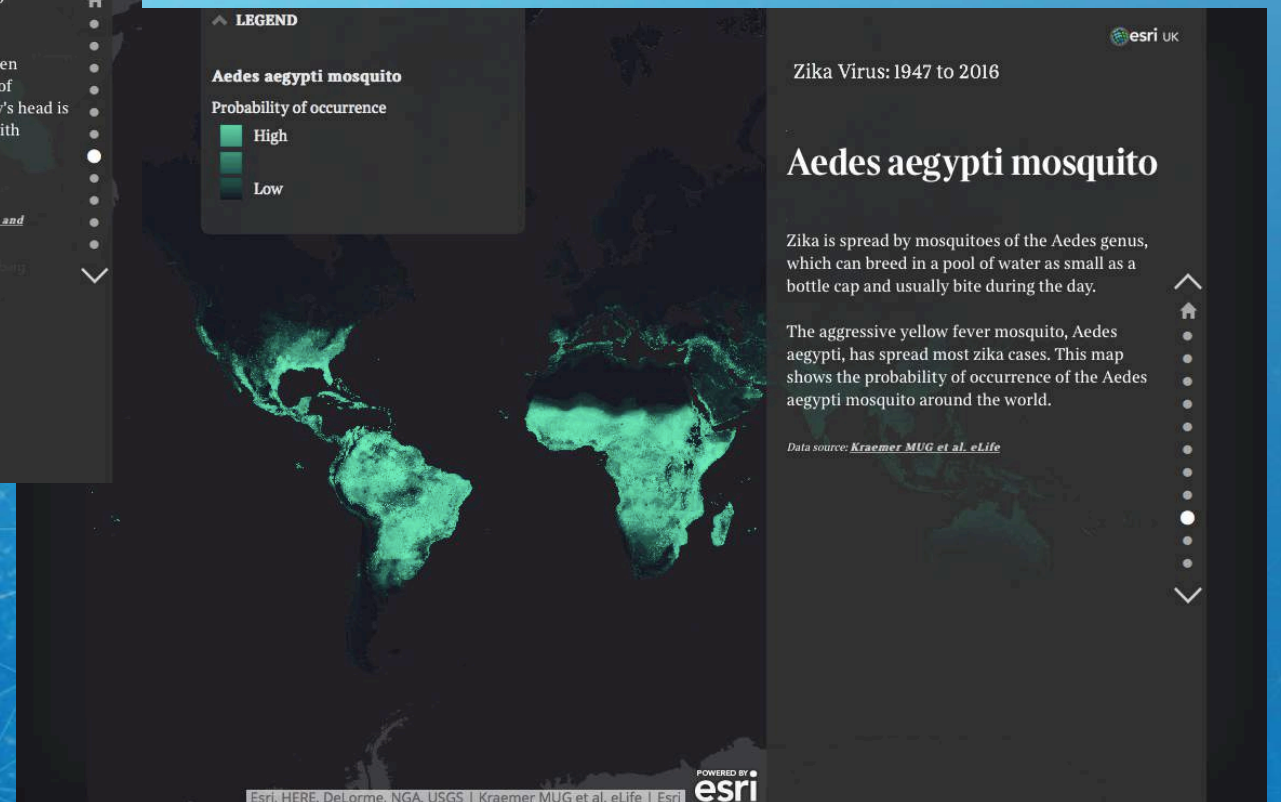 en
of
y's head is
ith
and
LEGEND
Aedes aegypti mosquito
Probability of occurrence
High
Low
esri UK
Zika Virus: 1947 to 2016
Aedes aegypti mosquito
Zika is spread by mosquitoes of the Aedes genus,
which can breed in a pool of water as small as a
bottle cap and usually bite during the day.
The aggressive yellow fever mosquito, Aedes
aegypti, has spread most zika cases. This map
shows the probability of occurrence of the Aedes
aegypti mosquito around the world.
Data source: Kraemer MUG et al. eLife
POWERED BY
esri
Esri, HERE, DeLorme, NGA, USGS | Kraemer MUG et al. eLife | Esri